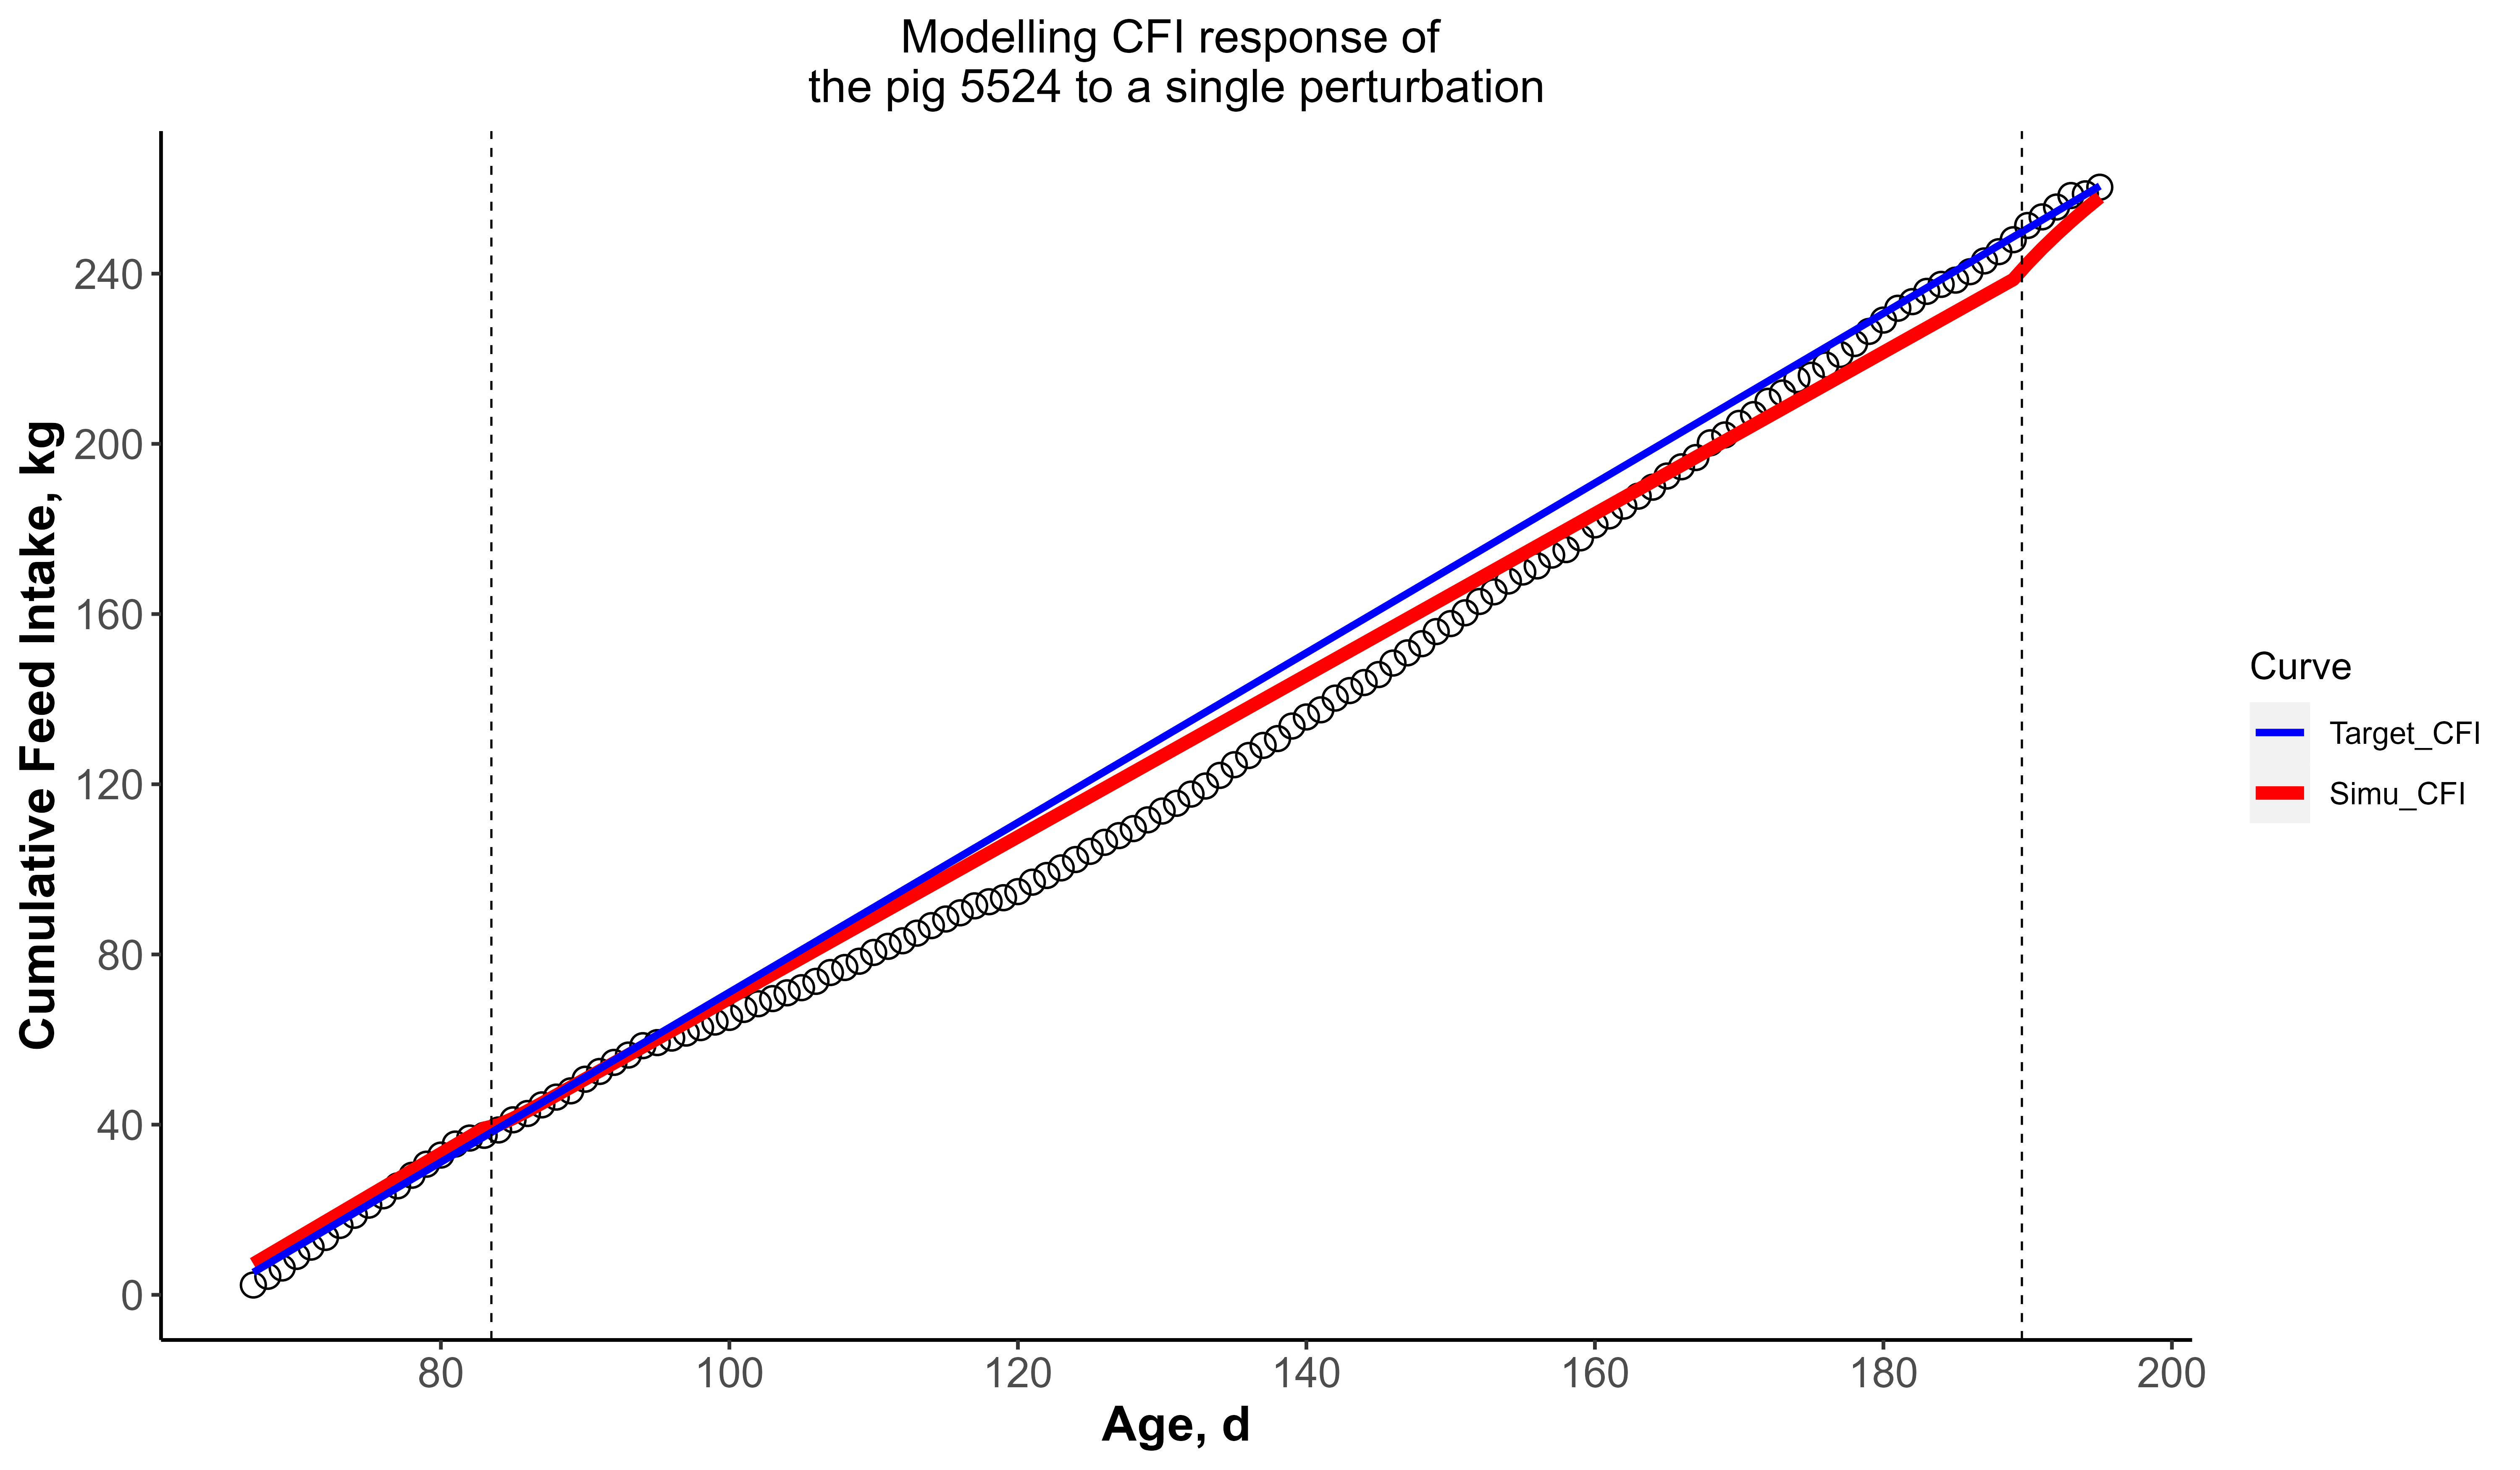 Modelling CFI response of
the pig 5524 to a single perturbation
Cumulative Feed Intake, kg
240
200
160
120
80
40
0
80
100
120
140
160
180
200
Age, d
Curve
Target_CFI
Simu_CFI